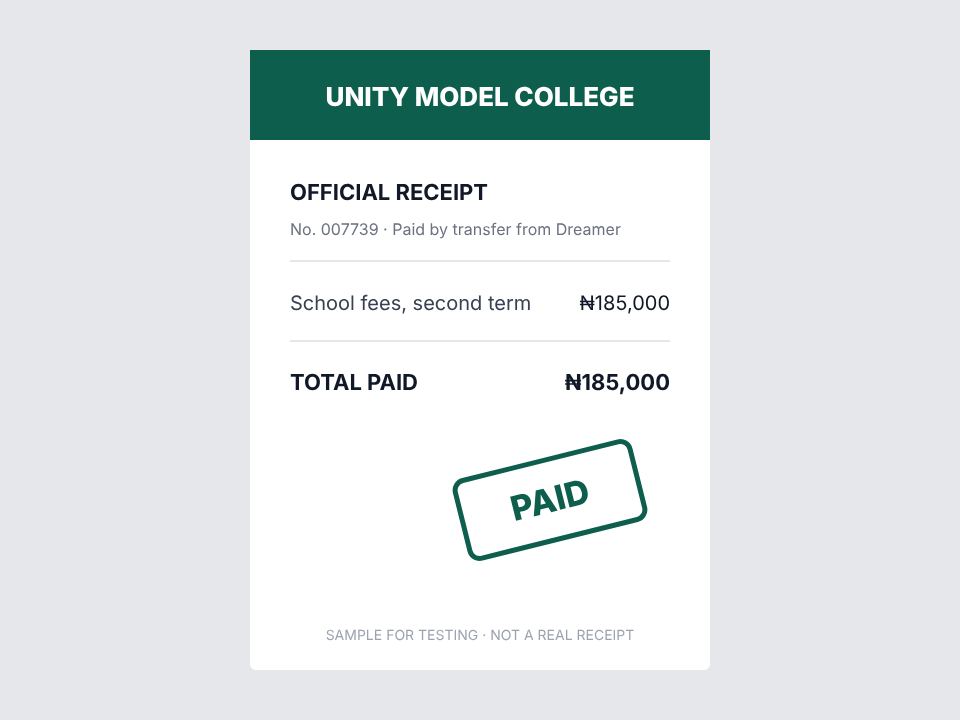 UNITY MODEL COLLEGE
OFFICIAL RECEIPT
No. 007739 · Paid by transfer from Dreamer
School fees, second term ₦185,000
TOTAL PAID ₦185,000
PAID
SAMPLE FOR TESTING · NOT A REAL RECEIPT